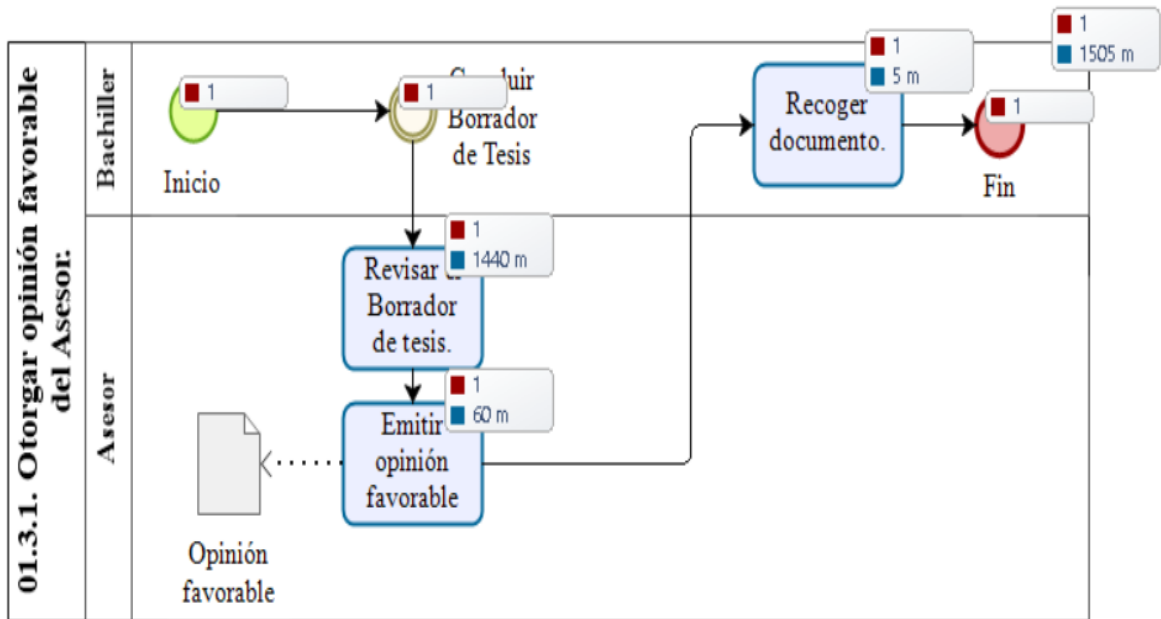 01.3.1. Otorgar opinión favorable
del Asesor.
Bachiller
1
Inicio
1
Borrador
de Tesis
1
5 m
Recoger
documento.
1
Fin
1
1505 m
Asesor
1
1440 m
Revisar
Borrador
de tesis.
1
60 m
Emitir
opinión
favorable
Opinión
favorable